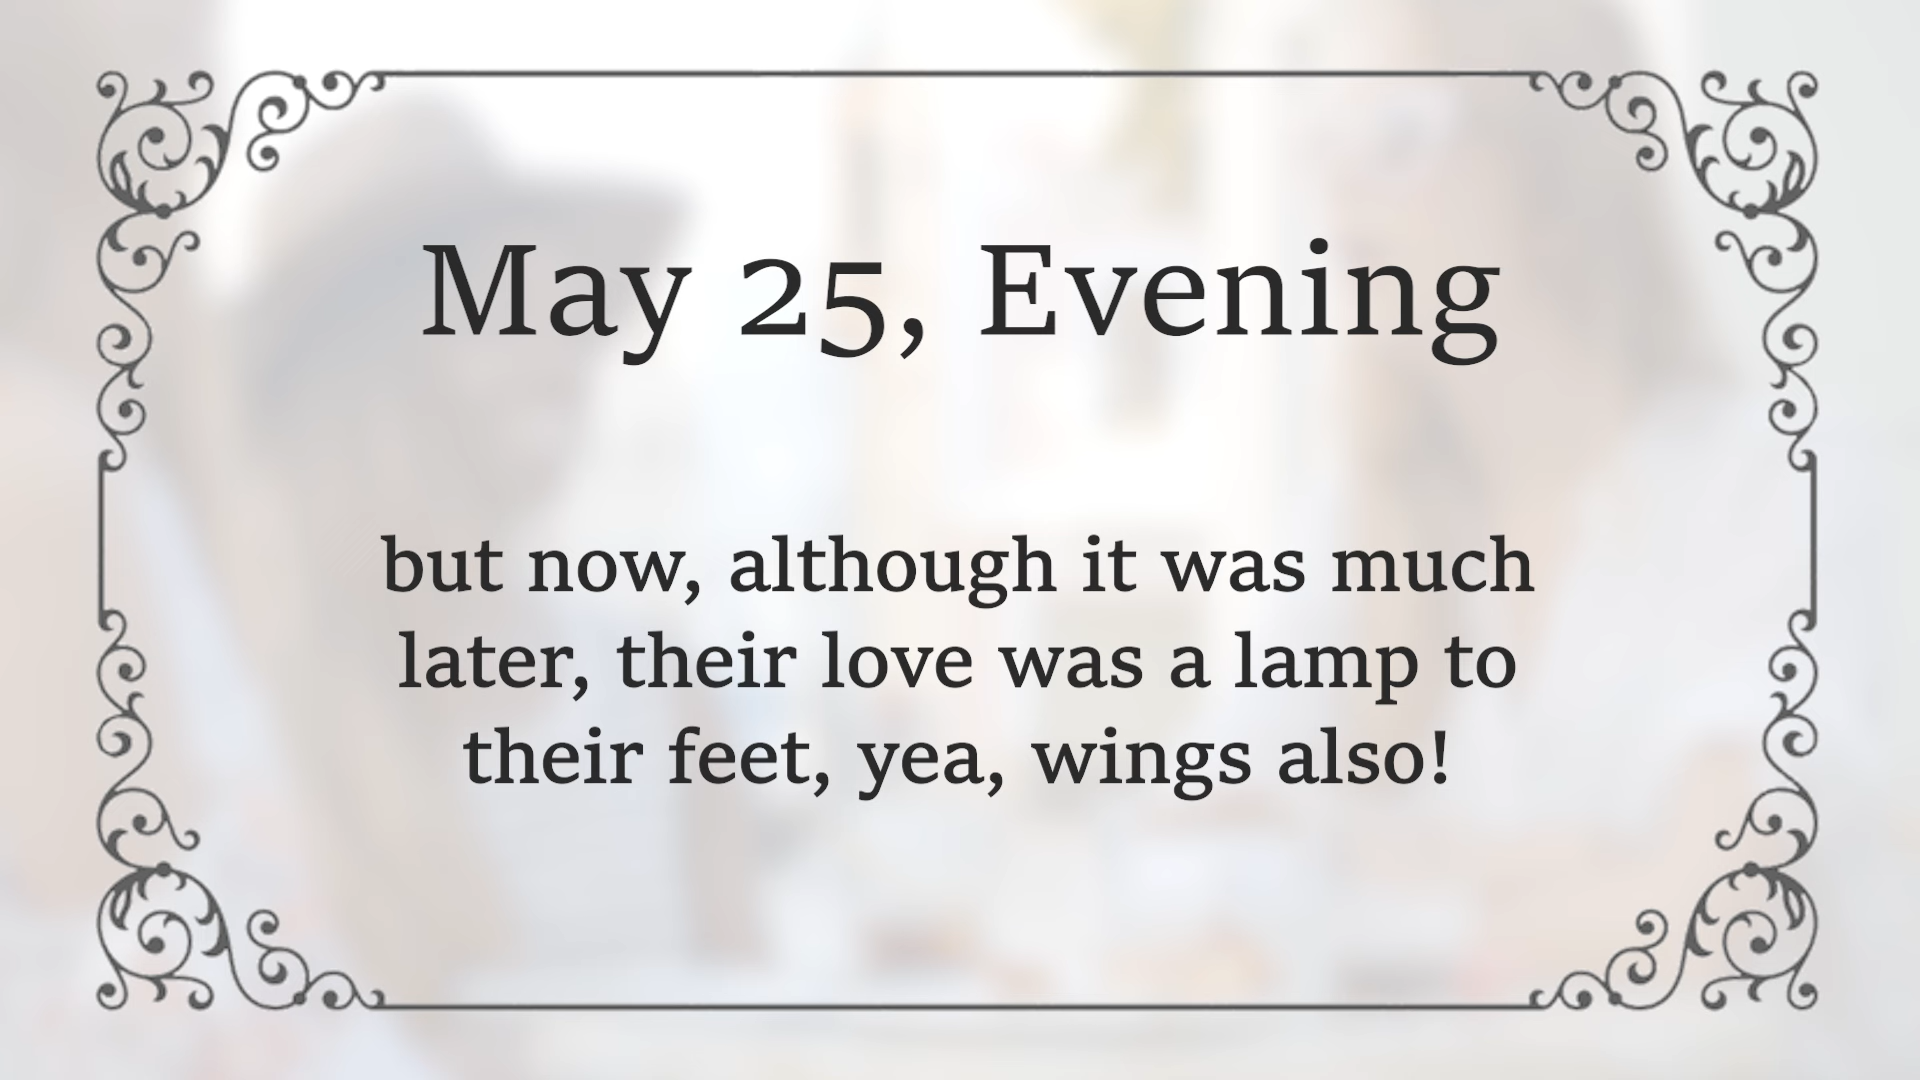 May 25, Evening
but now, although it was much
later, their love was a lamp to
their feet, yea, wings also!